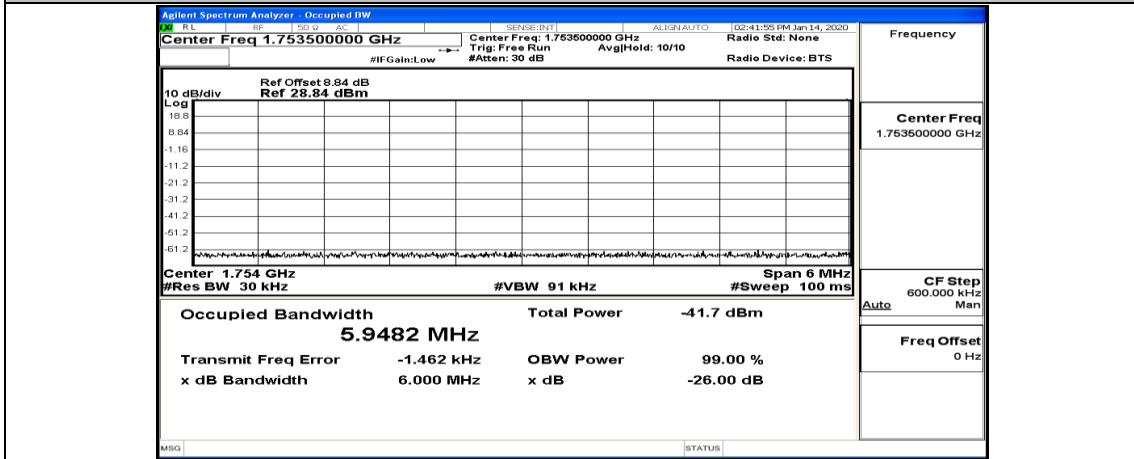 Agilent Spectrum Analyzer - Occupied BW
LXI RL RF 50 Ω AC SENSE:INT ALIGN AUTO 02:41:55 PM Jan 14, 2020
Center Freq 1.753500000 GHz
Center Freq: 1.753500000 GHz
Radio Std: None
Trig: Free Run Avg|Hold: 10/10
#IFGain:Low
#Atten: 30 dB
Radio Device: BTS
Ref Offset 8.84 dB
10 dB/div Ref 28.84 dBm
Log
18.8
8.84
-1.16
-11.2
-21.2
-31.2
-41.2
-51.2
-61.2
Center 1.754 GHz Span 6 MHz
#Res BW 30 kHz #VBW 91 kHz #Sweep 100 ms
Occupied Bandwidth Total Power -41.7 dBm
5.9482 MHz
Transmit Freq Error -1.462 kHz OBW Power 99.00 %
x dB Bandwidth 6.000 MHz x dB -26.00 dB
MSG STATUS
Frequency
Center Freq
1.753500000 GHz
CF Step
600.000 kHz
Auto Man
Freq Offset
0 Hz